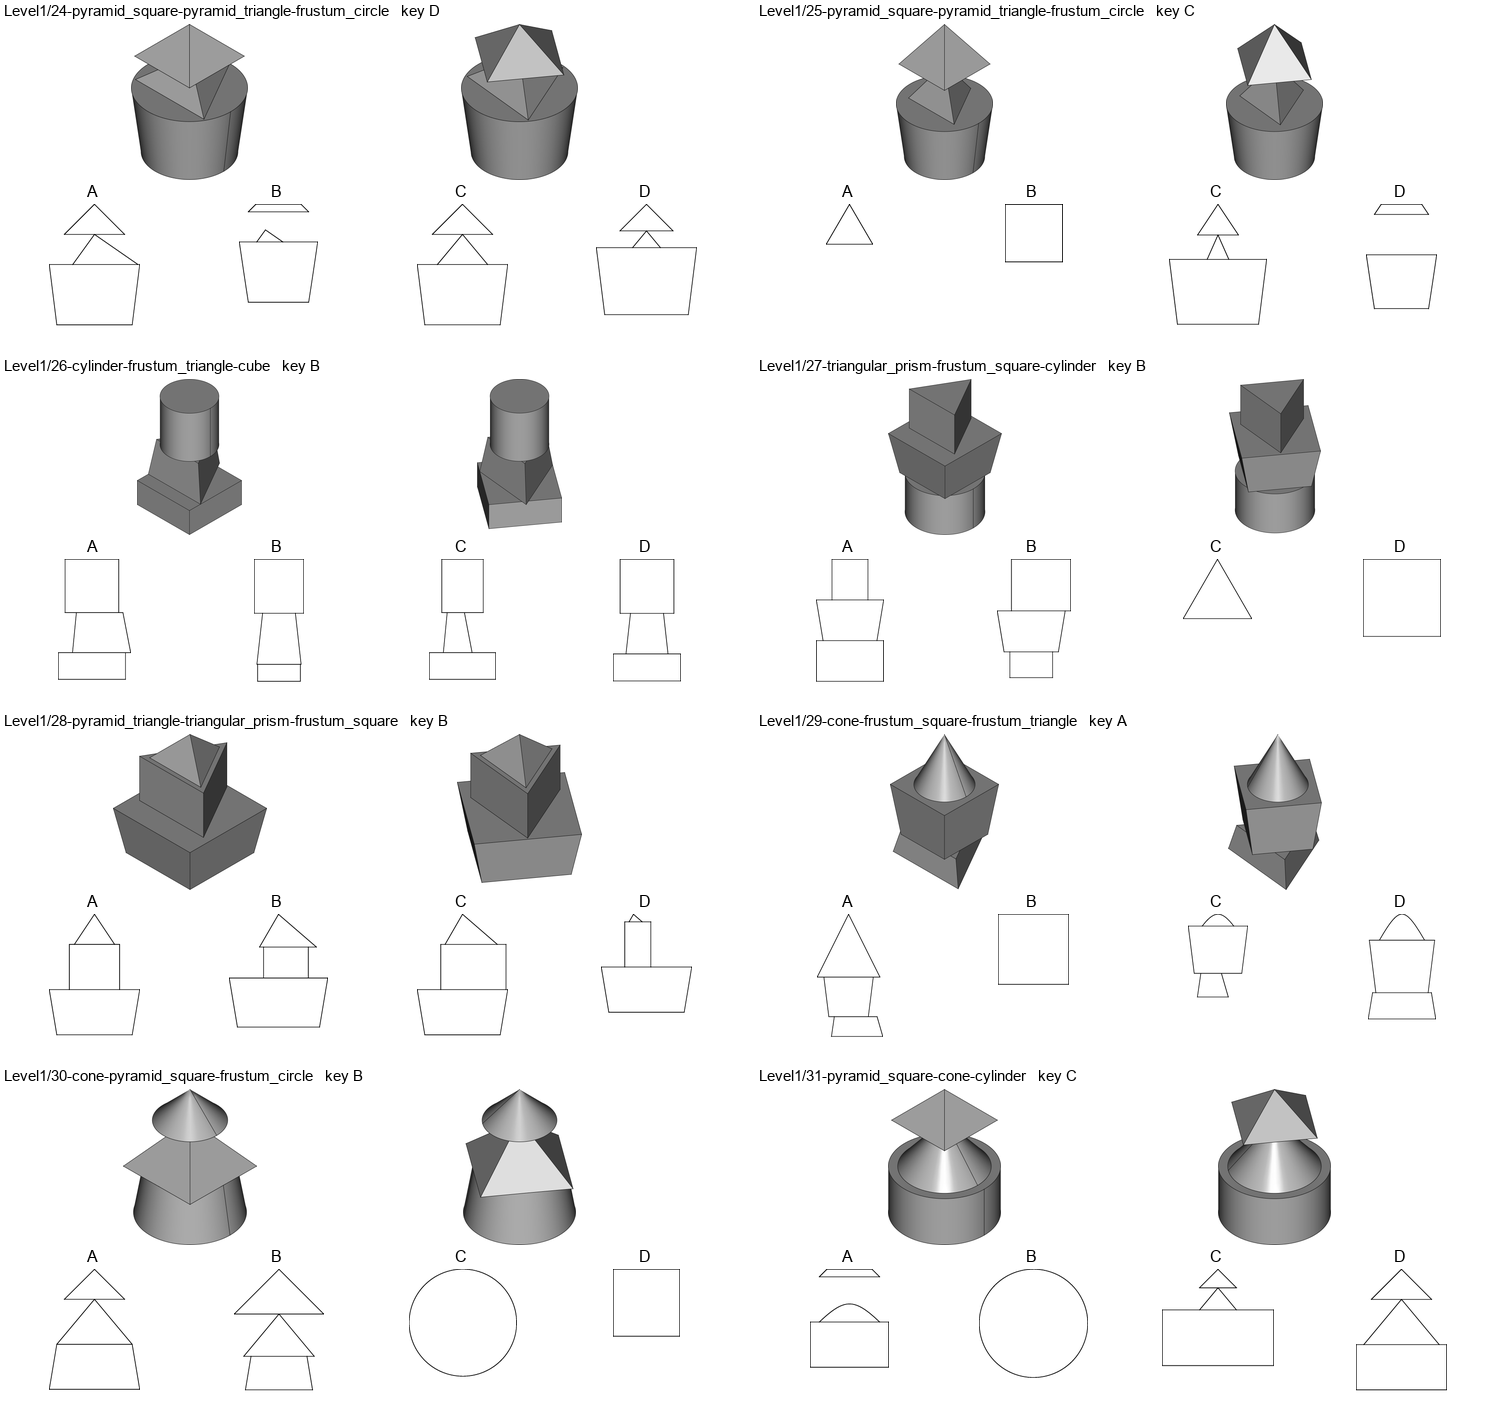 Level1/24-pyramid_square-pyramid_triangle-frustum_circle key D
A B C D
Level1/25-pyramid_square-pyramid_triangle-frustum_circle key C
A B C D
Level1/26-cylinder-frustum_triangle-cube key B
A B C D
Level1/27-triangular_prism-frustum_square-cylinder key B
A B C D
Level1/28-pyramid_triangle-triangular_prism-frustum_square key B
A B C D
Level1/29-cone-frustum_square-frustum_triangle key A
A B C D
Level1/30-cone-pyramid_square-frustum_circle key B
A B C D
Level1/31-pyramid_square-cone-cylinder key C
A B C D